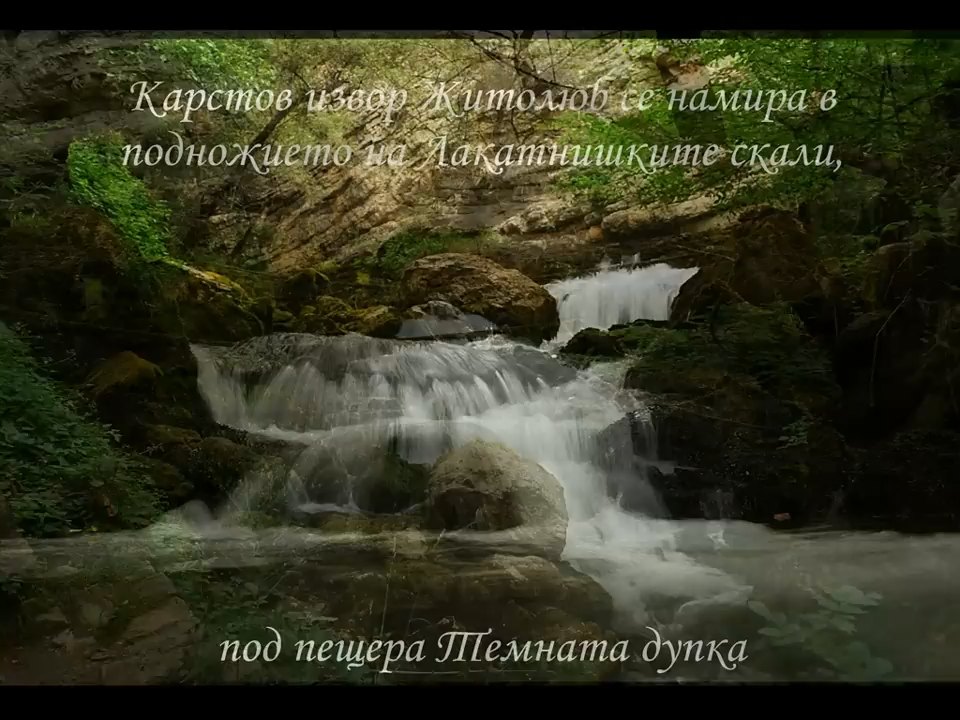 Карстов извор Житолюб се намира в
подножието на Лакатнишките скали,
под пещера Темната дупка